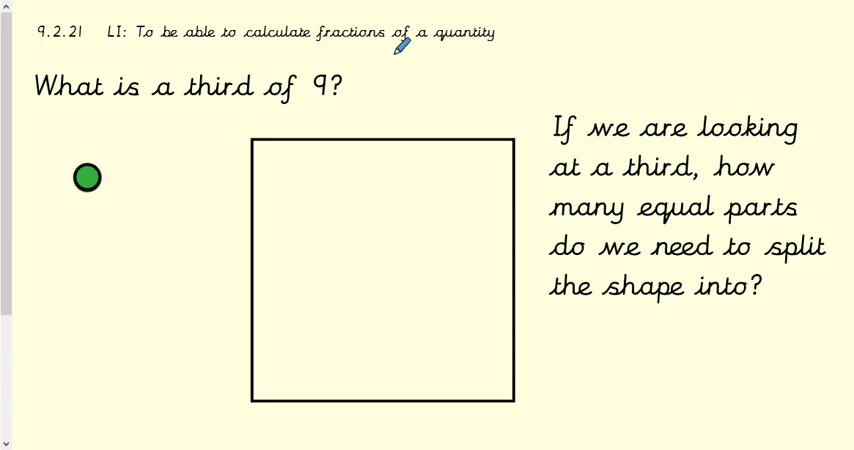 9.2.21 LI: To be able to calculate fractions of a quantity
What is a third of 9?
If we are looking
at a third, how
many equal parts
do we need to split
the shape into?